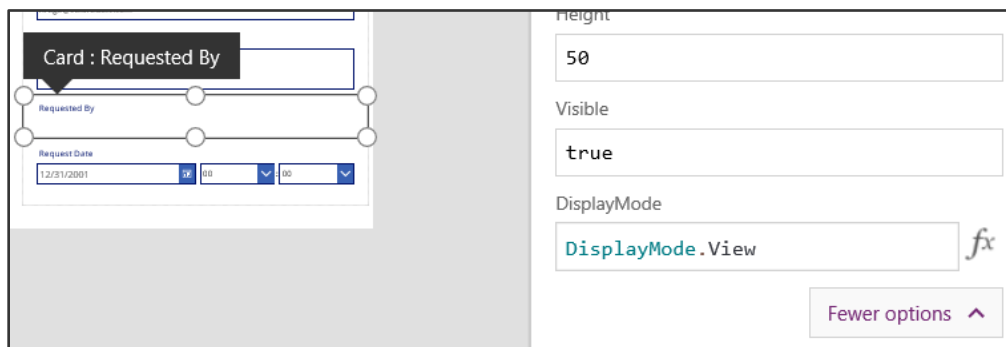 Height
Card : Requested By
50
Requested By
Visible
true
Request Date
12/31/2001
00
:
00
DisplayMode
DisplayMode.View
fx
Fewer options